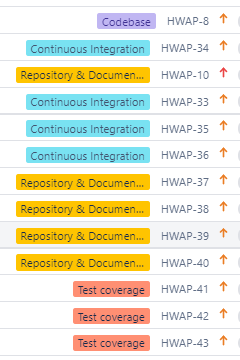 Codebase HWAP-8
Continuous Integration HWAP-34
Repository & Documen... HWAP-10
Continuous Integration HWAP-33
Continuous Integration HWAP-35
Continuous Integration HWAP-36
Repository & Documen... HWAP-37
Repository & Documen... HWAP-38
Repository & Documen... HWAP-39
Repository & Documen... HWAP-40
Test coverage HWAP-41
Test coverage HWAP-42
Test coverage HWAP-43